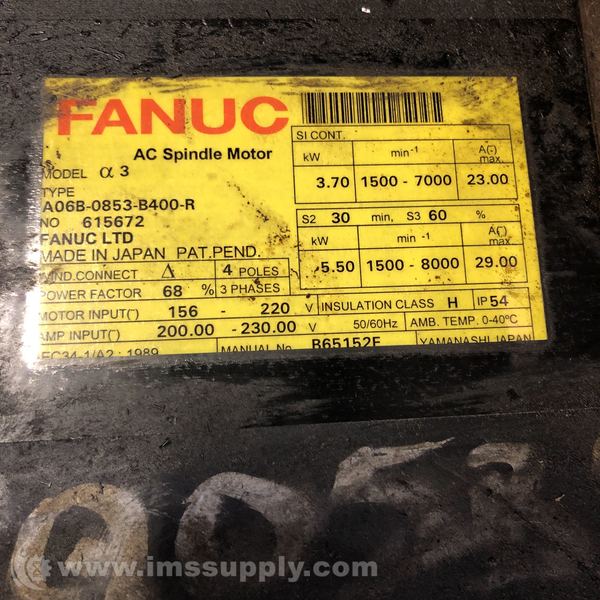 FANUC
AC Spindle Motor
MODEL α 3
TYPE
A06B-0853-B400-R
NO 615672
FANUC LTD
MADE IN JAPAN PAT.PEND.
SI CONT.
kW min-1 A(~) max.
3.70 1500 - 7000 23.00
S2 30 min, S3 60 %
kW min-1 A(~) max.
5.50 1500 - 8000 29.00
WIND.CONNECT Δ 4 POLES
POWER FACTOR 68 % 3 PHASES
MOTOR INPUT(~) 156 - 220 V INSULATION CLASS H IP 54
AMP INPUT(~) 200.00 - 230.00 V 50/60Hz AMB. TEMP. 0-40°C
IEC34-1/A2 : 1989 MANUAL No. B65152E YAMANASHI JAPAN
www.imssupply.com